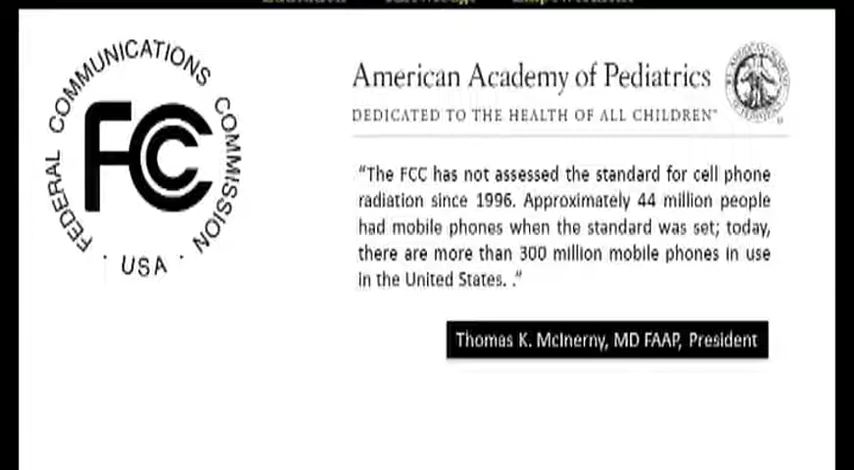 FEDERAL COMMUNICATIONS COMMISSION
FCC
· USA ·
American Academy of Pediatrics
DEDICATED TO THE HEALTH OF ALL CHILDREN™
“The FCC has not assessed the standard for cell phone
radiation since 1996. Approximately 44 million people
had mobile phones when the standard was set; today,
there are more than 300 million mobile phones in use
in the United States. .”
Thomas K. McInerny, MD FAAP, President